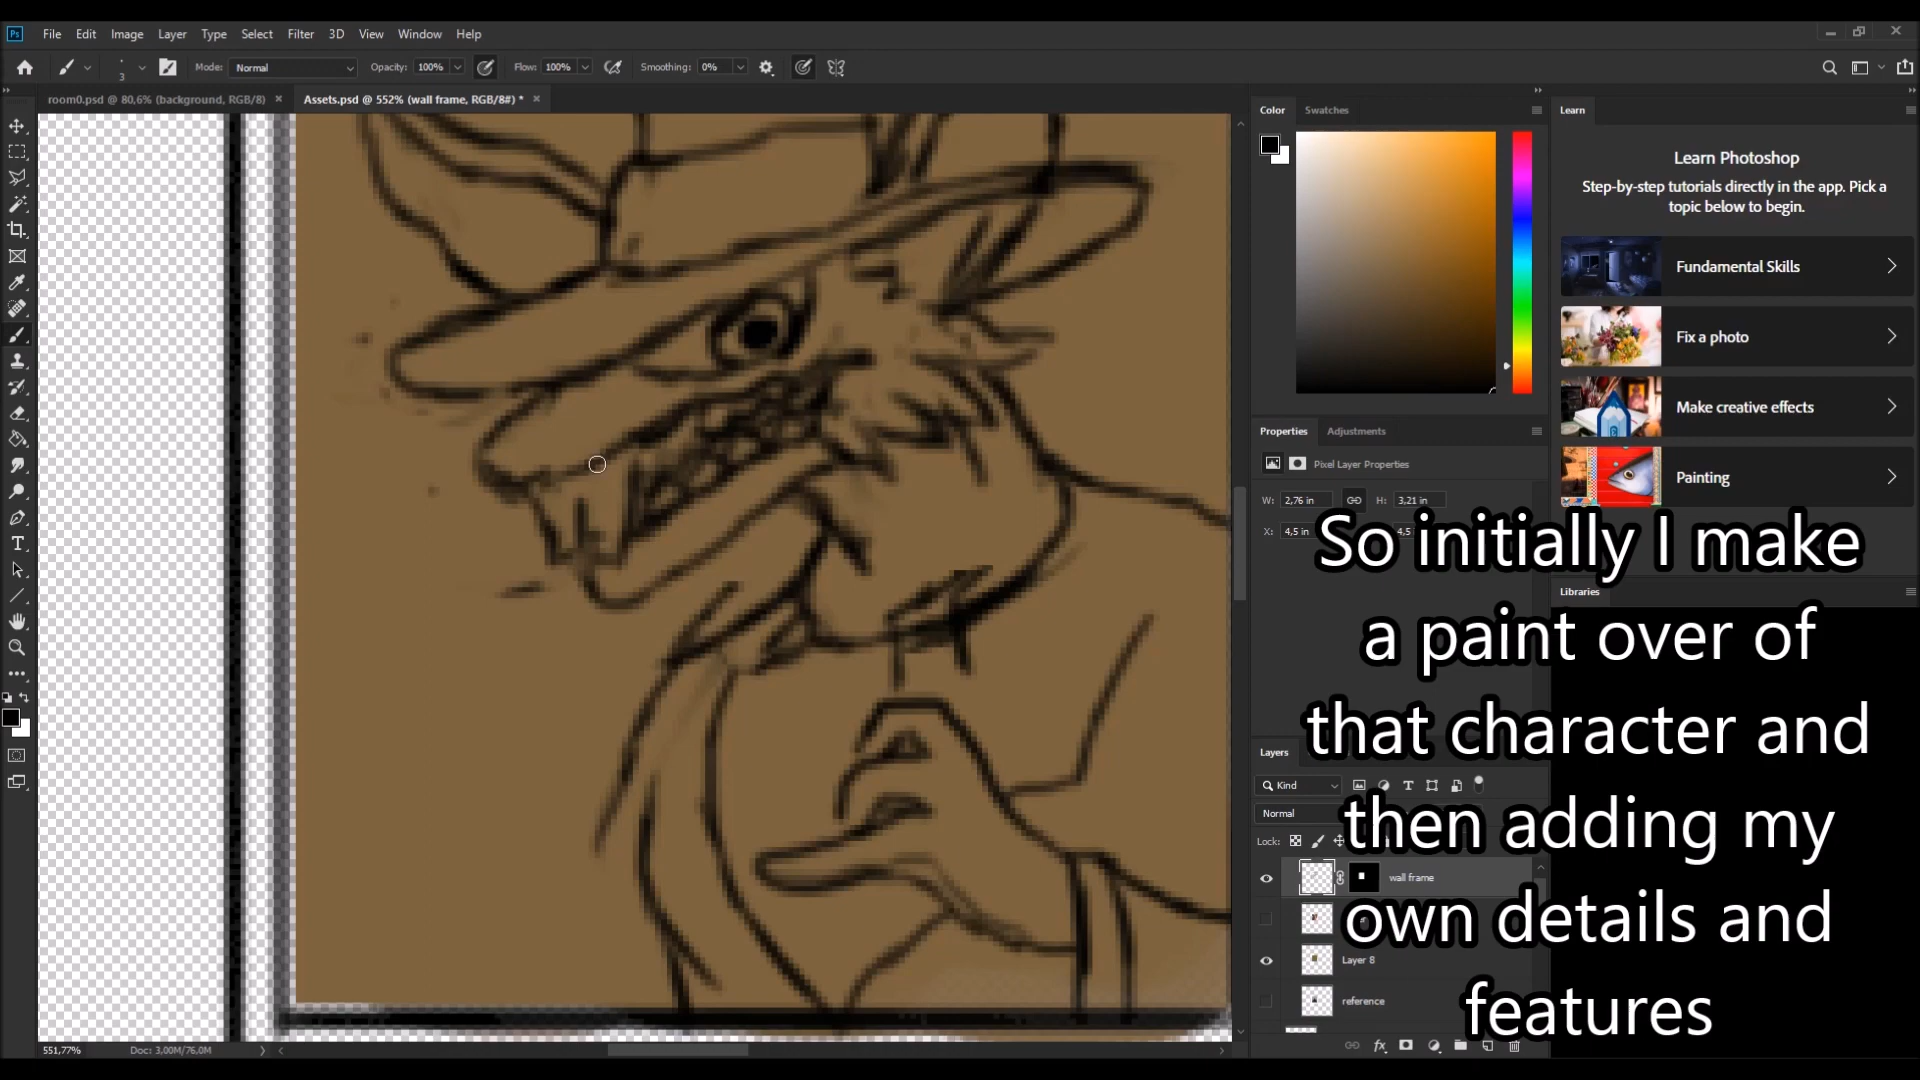 Ps File Edit Image Layer Type Select Filter 3D View Window Help
3 Mode: Normal Opacity: 100% Flow: 100% Smoothing: 0%
room0.psd @ 80,6% (background, RGB/8) × Assets.psd @ 552% (wall frame, RGB/8#) * ×
Color Swatches
Learn
Learn Photoshop
Step-by-step tutorials directly in the app. Pick a
topic below to begin.
Fundamental Skills
Fix a photo
Make creative effects
Painting
Properties Adjustments
Pixel Layer Properties
W: 2,76 in H: 3,21 in
X: 4,5 in 4,5
Libraries
So initially I make
a paint over of
that character and
then adding my
own details and
features
Layers
Kind
Normal
Lock:
wall frame
Layer 8
reference
551,77% Doc: 3,00M/76,0M